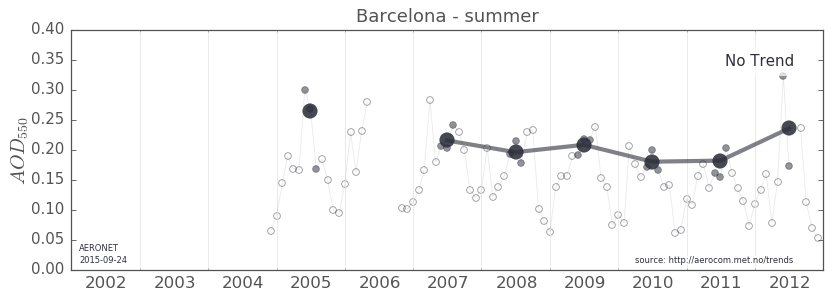 Barcelona - summer
No Trend
AOD550
0.40
0.35
0.30
0.25
0.20
0.15
0.10
0.05
0.00
AERONET
2015-09-24
source: http://aerocom.met.no/trends
2002 2003 2004 2005 2006 2007 2008 2009 2010 2011 2012